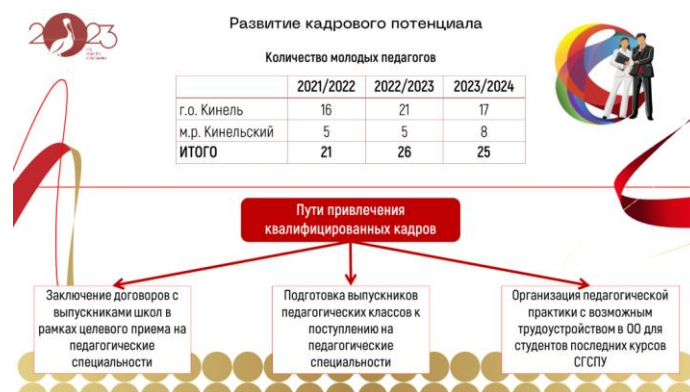 2023
Развитие кадрового потенциала
Количество молодых педагогов
2021/2022 2022/2023 2023/2024
г.о. Кинель 16 21 17
м.р. Кинельский 5 5 8
ИТОГО 21 26 25
Пути привлечения
квалифицированных кадров
Заключение договоров с
выпускниками школ в
рамках целевого приема на
педагогические
специальности
Подготовка выпускников
педагогических классов к
поступлению на
педагогические
специальности
Организация педагогической
практики с возможным
трудоустройством в ОО для
студентов последних курсов
СГСПУ